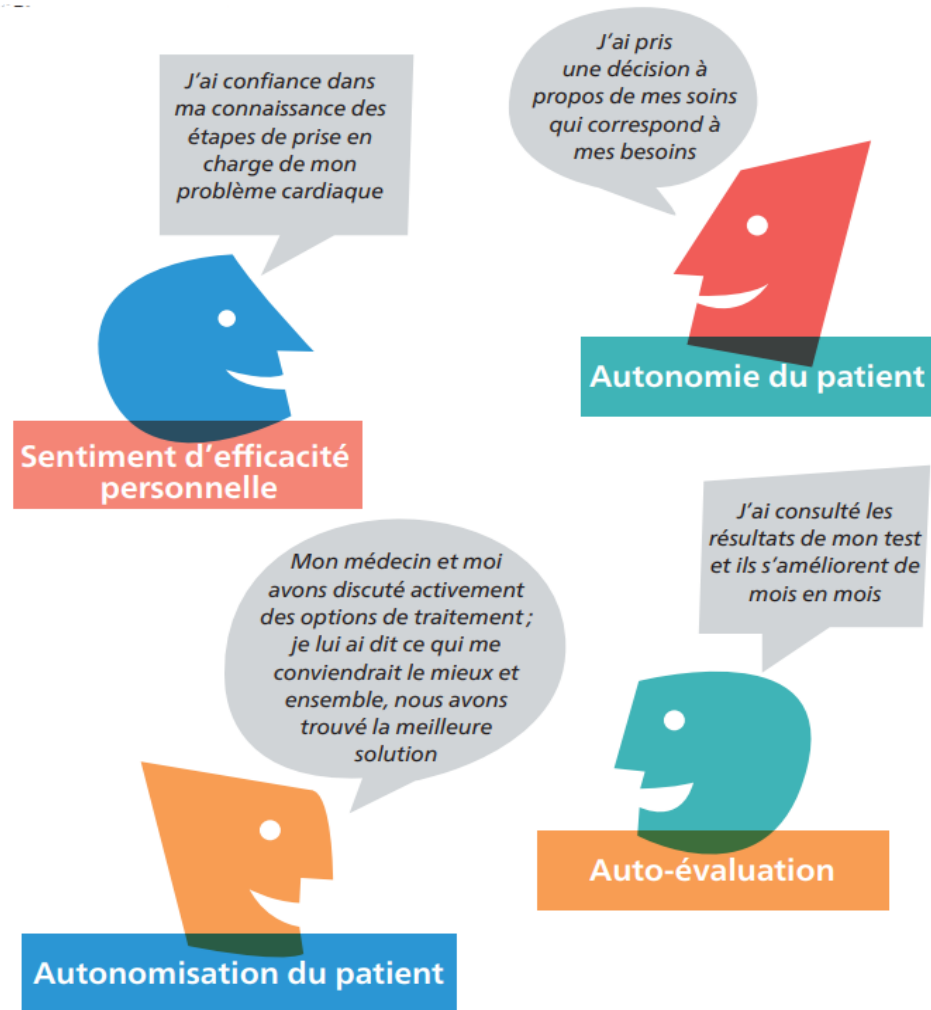 J'ai confiance dans
ma connaissance des
étapes de prise en
charge de mon
problème cardiaque
Sentiment d'efficacité
personnelle
J'ai pris
une décision à
propos de mes soins
qui correspond à
mes besoins
Autonomie du patient
Mon médecin et moi
avons discuté activement
des options de traitement ;
je lui ai dit ce qui me
conviendrait le mieux et
ensemble, nous avons
trouvé la meilleure
solution
Autonomisation du patient
J'ai consulté les
résultats de mon test
et ils s'améliorent de
mois en mois
Auto-évaluation